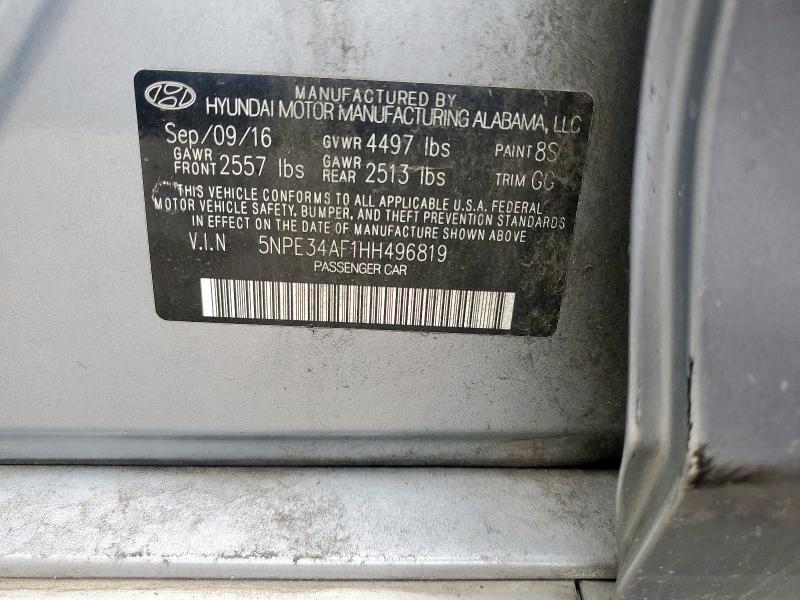 MANUFACTURED BY
HYUNDAI MOTOR MANUFACTURING ALABAMA, LLC
Sep/09/16 GVWR 4497 lbs PAINT 8S
GAWR FRONT 2557 lbs GAWR REAR 2513 lbs TRIM GG
THIS VEHICLE CONFORMS TO ALL APPLICABLE U.S.A. FEDERAL
MOTOR VEHICLE SAFETY, BUMPER, AND THEFT PREVENTION STANDARDS
IN EFFECT ON THE DATE OF MANUFACTURE SHOWN ABOVE
V.I.N 5NPE34AF1HH496819
PASSENGER CAR